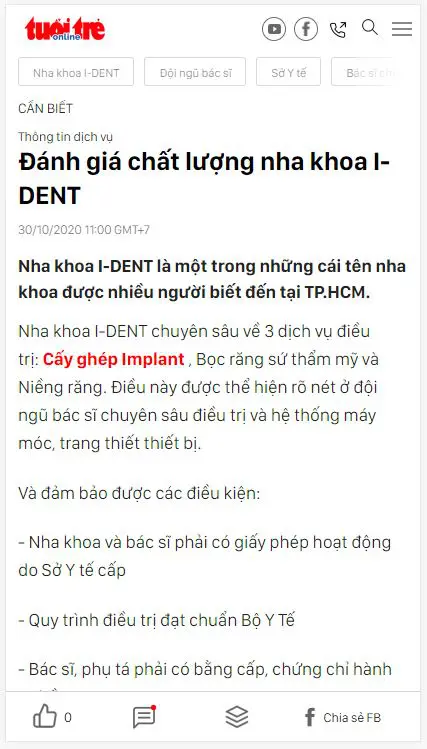 tuổi trẻ
online
Nha khoa I-DENT
Đội ngũ bác sĩ
Sở Y tế
Bác sĩ
CẦN BIẾT
Thông tin dịch vụ
Đánh giá chất lượng nha khoa I-
DENT
30/10/2020 11:00 GMT+7
Nha khoa I-DENT là một trong những cái tên nha
khoa được nhiều người biết đến tại TP.HCM.
Nha khoa I-DENT chuyên sâu về 3 dịch vụ điều
trị: Cấy ghép Implant , Bọc răng sứ thẩm mỹ và
Niềng răng. Điều này được thể hiện rõ nét ở đội
ngũ bác sĩ chuyên sâu điều trị và hệ thống máy
móc, trang thiết thiết bị.
Và đảm bảo được các điều kiện:
- Nha khoa và bác sĩ phải có giấy phép hoạt động
do Sở Y tế cấp
- Quy trình điều trị đạt chuẩn Bộ Y Tế
- Bác sĩ, phụ tá phải có bằng cấp, chứng chỉ hành
0
Chia sẻ FB